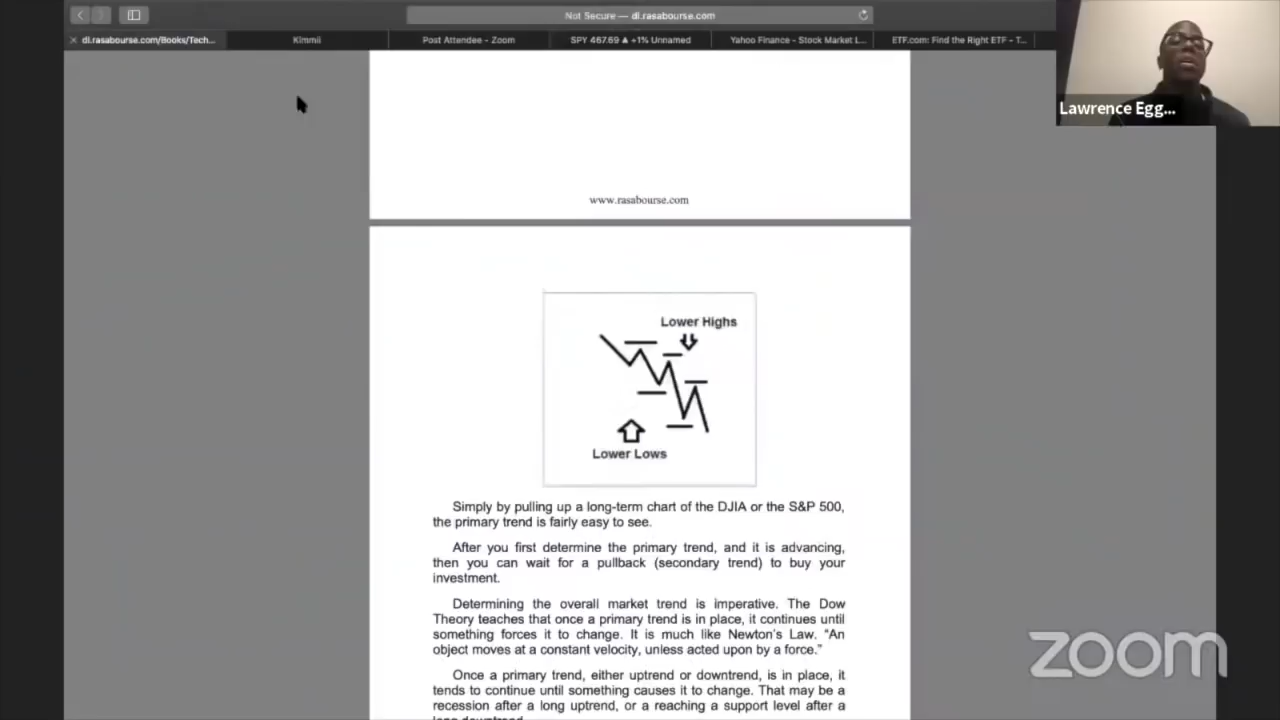 Not Secure — dl.rasabourse.com
dl.rasabourse.com/Books/Tech...
Kimmii
Post Attendee - Zoom
SPY 467.69 ▲ +1% Unnamed
Yahoo Finance - Stock Market L...
ETF.com: Find the Right ETF - T...
Lawrence Egg...
www.rasabourse.com
Lower Highs
Lower Lows
Simply by pulling up a long-term chart of the DJIA or the S&P 500,
the primary trend is fairly easy to see.
After you first determine the primary trend, and it is advancing,
then you can wait for a pullback (secondary trend) to buy your
investment.
Determining the overall market trend is imperative. The Dow
Theory teaches that once a primary trend is in place, it continues until
something forces it to change. It is much like Newton's Law. “An
object moves at a constant velocity, unless acted upon by a force.”
Once a primary trend, either uptrend or downtrend, is in place, it
tends to continue until something causes it to change. That may be a
recession after a long uptrend, or a reaching a support level after a
long downtrend
zoom